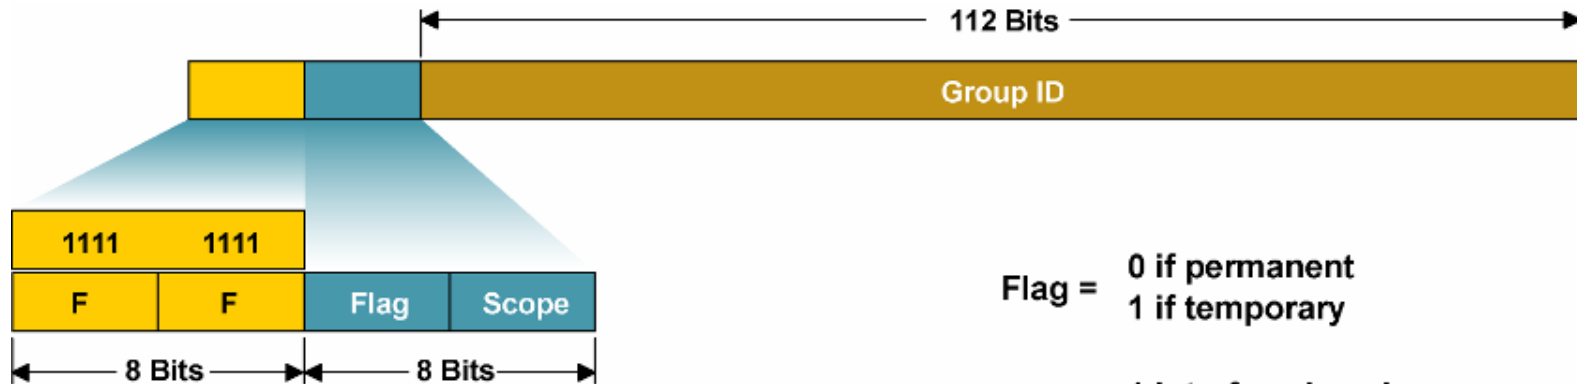 112 Bits
Group ID
1111 1111
F F Flag Scope
8 Bits 8 Bits
Flag = 0 if permanent
1 if temporary